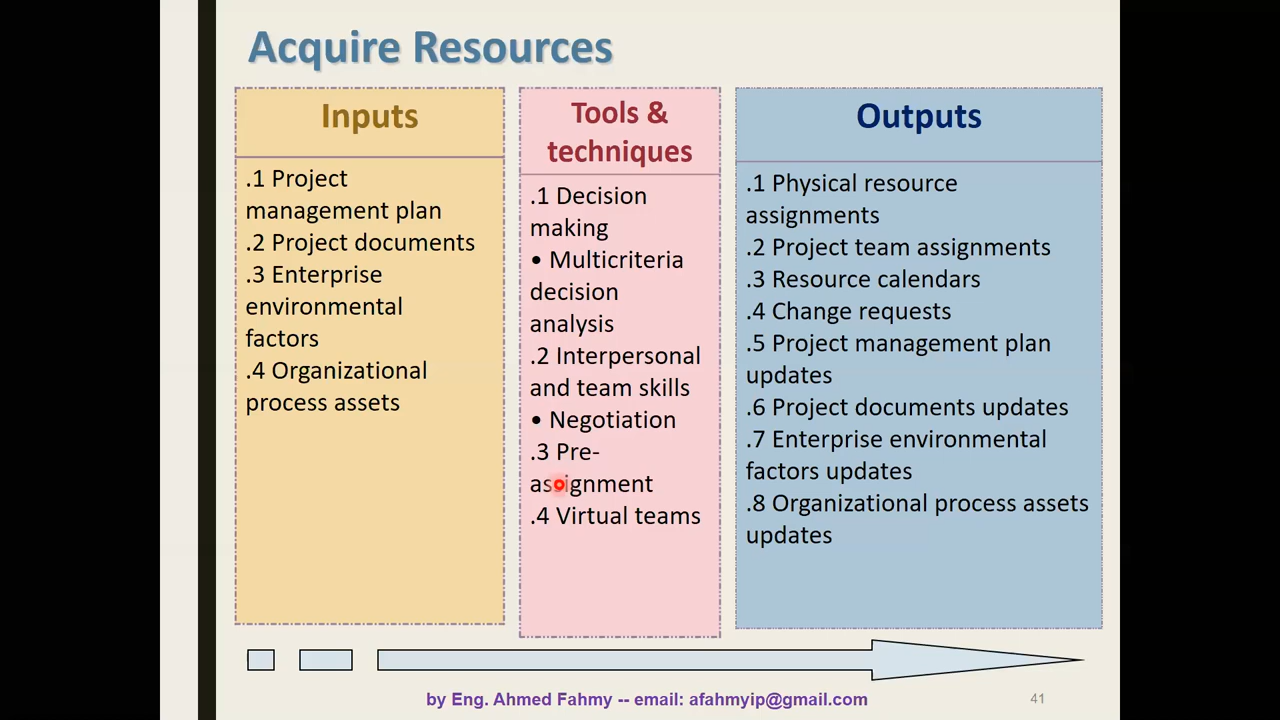 Acquire Resources
Inputs
.1 Project
management plan
.2 Project documents
.3 Enterprise
environmental
factors
.4 Organizational
process assets
Tools &
techniques
.1 Decision
making
• Multicriteria
decision
analysis
.2 Interpersonal
and team skills
• Negotiation
.3 Pre-
assignment
.4 Virtual teams
Outputs
.1 Physical resource
assignments
.2 Project team assignments
.3 Resource calendars
.4 Change requests
.5 Project management plan
updates
.6 Project documents updates
.7 Enterprise environmental
factors updates
.8 Organizational process assets
updates
by Eng. Ahmed Fahmy -- email: afahmyip@gmail.com
41